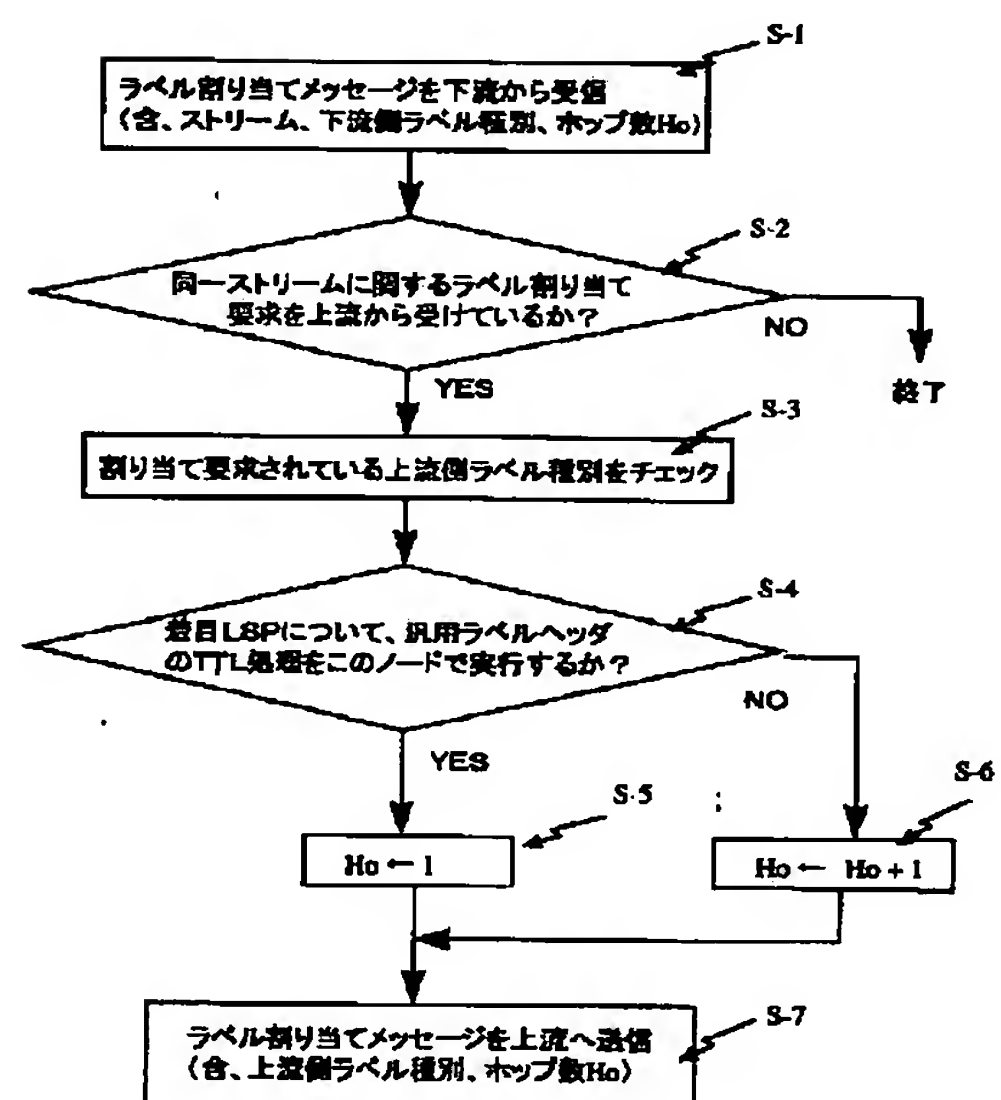 S-1
ラベル割り当てメッセージを下流から受信
(含、ストリーム、下流側ラベル種別、ホップ数Ho)
S-2
同一ストリームに関するラベル割り当て
要求を上流から受けているか?
NO
終了
YES
S-3
割り当て要求されている上流側ラベル種別をチェック
S-4
LSPについて、汎用ラベルヘッダ
のTTL処理をこのノードで実行するか?
NO
YES
S-5
S-6
Ho ← 1
Ho ← Ho + 1
S-7
ラベル割り当てメッセージを上流へ送信
(含、上流側ラベル種別、ホップ数Ho)